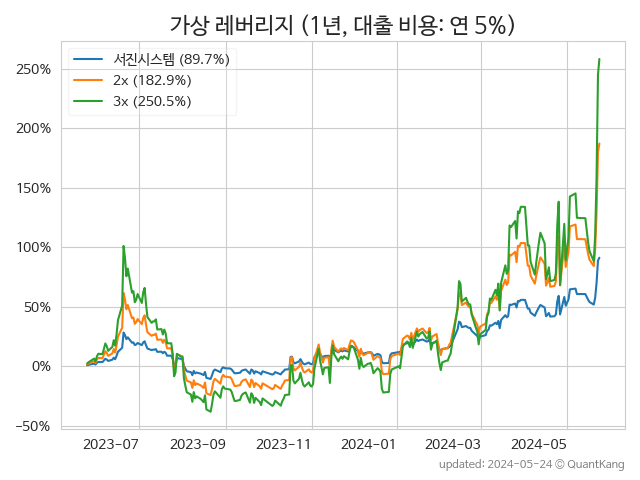 가상 레버리지 (1년, 대출 비용: 연 5%)
서진시스템 (89.7%)
2x (182.9%)
3x (250.5%)
250%
200%
150%
100%
50%
0%
−50%
2023-07
2023-09
2023-11
2024-01
2024-03
2024-05
updated: 2024-05-24 © QuantKang